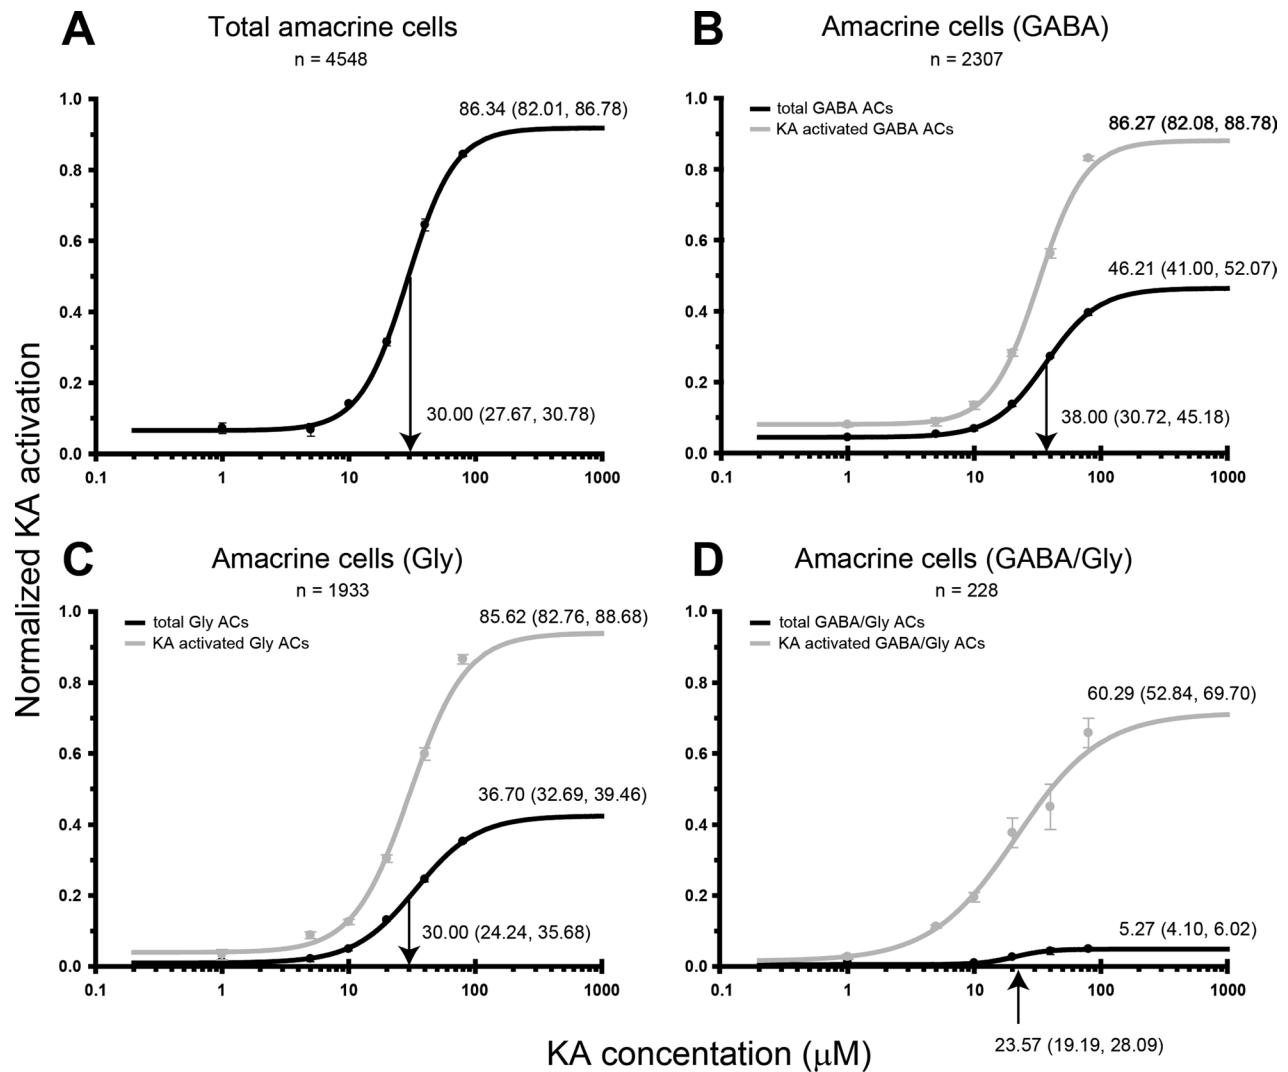 A
Total amacrine cells
n = 4548
1.0
0.8
0.6
0.4
0.2
0.0
86.34 (82.01, 86.78)
30.00 (27.67, 30.78)
0.1
1
10
100
1000
B
Amacrine cells (GABA)
n = 2307
1.0
0.8
0.6
0.4
0.2
0.0
total GABA ACs
KA activated GABA ACs
86.27 (82.08, 88.78)
46.21 (41.00, 52.07)
38.00 (30.72, 45.18)
0.1
1
10
100
1000
Normalized KA activation
C
Amacrine cells (Gly)
n = 1933
1.0
0.8
0.6
0.4
0.2
0.0
total Gly ACs
KA activated Gly ACs
85.62 (82.76, 88.68)
36.70 (32.69, 39.46)
30.00 (24.24, 35.68)
0.1
1
10
100
1000
D
Amacrine cells (GABA/Gly)
n = 228
1.0
0.8
0.6
0.4
0.2
0.0
total GABA/Gly ACs
KA activated GABA/Gly ACs
60.29 (52.84, 69.70)
5.27 (4.10, 6.02)
0.1
1
10
100
1000
23.57 (19.19, 28.09)
KA concentation (μM)